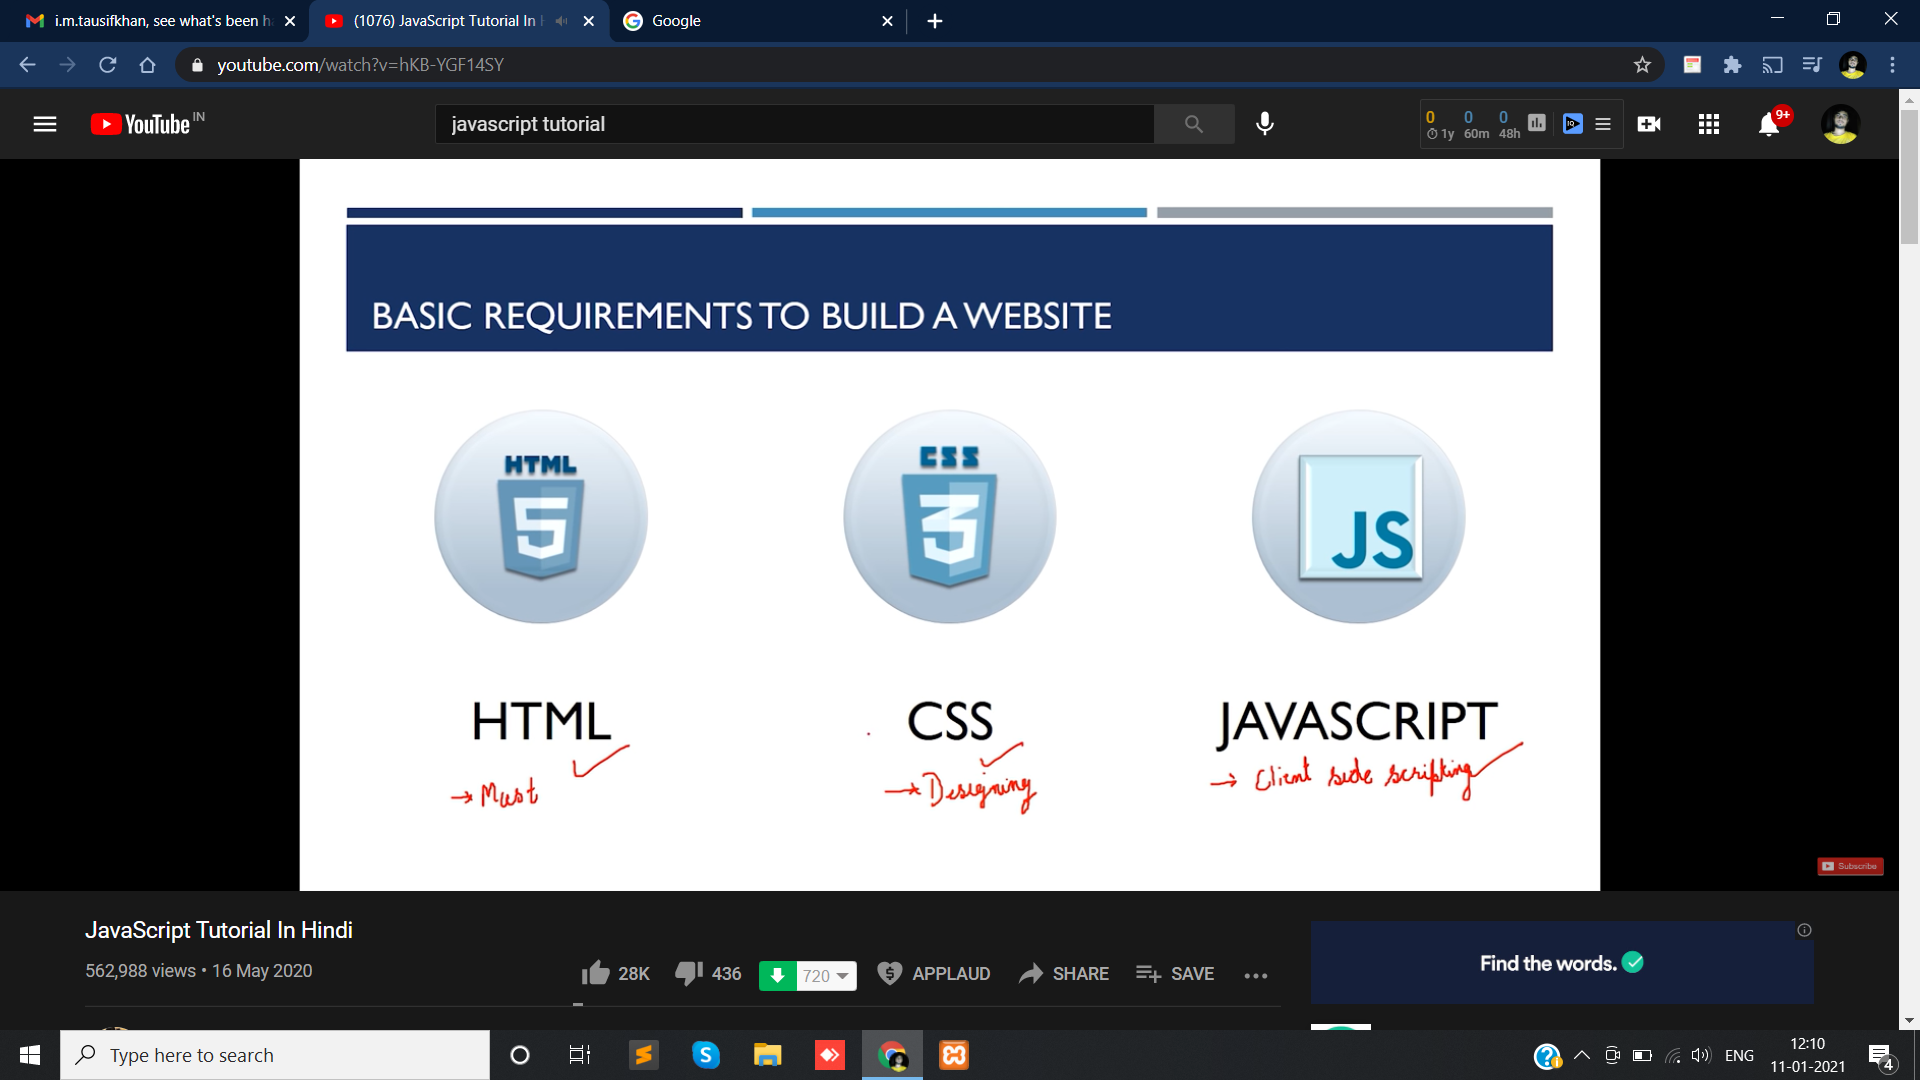 i.m.tausifkhan, see what's been h
(1076) JavaScript Tutorial In H
Google
youtube.com/watch?v=hKB-YGF14SY
YouTube IN
javascript tutorial
0 0 0
1y 60m 48h
IQ
9+
BASIC REQUIREMENTS TO BUILD A WEBSITE
HTML CSS
5 3 JS
HTML CSS JAVASCRIPT
→ Must → Designing → Client side scripting
Subscribe
JavaScript Tutorial In Hindi
562,988 views • 16 May 2020
28K 436 720 APPLAUD SHARE SAVE
Find the words.
Type here to search
ENG
12:10
11-01-2021
4